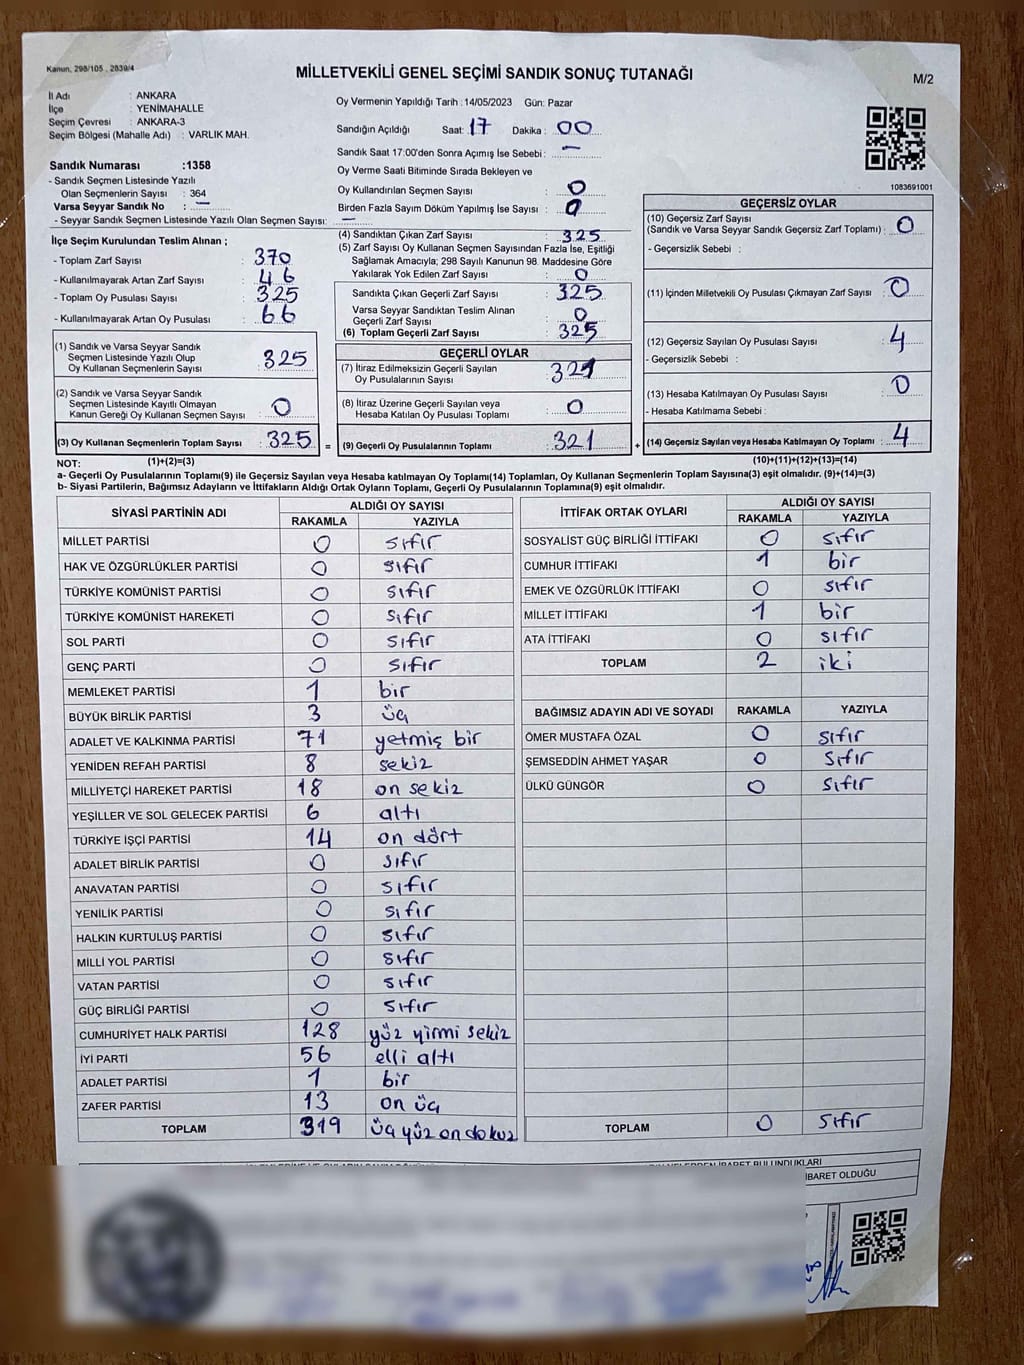 Kanun, 298/105 . 2839/4
MİLLETVEKİLİ GENEL SEÇİMİ SANDIK SONUÇ TUTANAĞI
M/2
İl Adı : ANKARA
İlçe : YENİMAHALLE
Seçim Çevresi : ANKARA-3
Seçim Bölgesi (Mahalle Adı) : VARLIK MAH.
Oy Vermenin Yapıldığı Tarih : 14/05/2023 Gün: Pazar
Sandığın Açıldığı Saat: 17 Dakika : 00
Sandık Saat 17:00'den Sonra Açımış İse Sebebi : —
Oy Verme Saati Bitiminde Sırada Bekleyen ve
Oy Kullandırılan Seçmen Sayısı : 0
Birden Fazla Sayım Döküm Yapılmış İse Sayısı : 0
1083691001
Sandık Numarası :1358
- Sandık Seçmen Listesinde Yazılı
Olan Seçmenlerin Sayısı : 364
Varsa Seyyar Sandık No : —
- Seyyar Sandık Seçmen Listesinde Yazılı Olan Seçmen Sayısı: —
İlçe Seçim Kurulundan Teslim Alınan ;
- Toplam Zarf Sayısı : 370
- Kullanılmayarak Artan Zarf Sayısı : 46
- Toplam Oy Pusulası Sayısı : 325
- Kullanılmayarak Artan Oy Pusulası : 66
(1) Sandık ve Varsa Seyyar Sandık
Seçmen Listesinde Yazılı Olup
Oy Kullanan Seçmenlerin Sayısı : 325
(2) Sandık ve Varsa Seyyar Sandık
Seçmen Listesinde Kayıtlı Olmayan
Kanun Gereği Oy Kullanan Seçmen Sayısı : 0
(3) Oy Kullanan Seçmenlerin Toplam Sayısı : 325 =
(1)+(2)=(3)
(4) Sandıktan Çıkan Zarf Sayısı : 325
(5) Zarf Sayısı Oy Kullanan Seçmen Sayısından Fazla İse, Eşitliği
Sağlamak Amacıyla; 298 Sayılı Kanunun 98. Maddesine Göre
Yakılarak Yok Edilen Zarf Sayısı : 0
Sandıkta Çıkan Geçerli Zarf Sayısı : 325
Varsa Seyyar Sandıktan Teslim Alınan
Geçerli Zarf Sayısı : 0
(6) Toplam Geçerli Zarf Sayısı : 325
GEÇERLİ OYLAR
(7) İtiraz Edilmeksizin Geçerli Sayılan
Oy Pusulalarının Sayısı : 321
(8) İtiraz Üzerine Geçerli Sayılan veya
Hesaba Katılan Oy Pusulası Toplamı : 0
(9) Geçerli Oy Pusulalarının Toplamı : 321 +
GEÇERSİZ OYLAR
(10) Geçersiz Zarf Sayısı
(Sandık ve Varsa Seyyar Sandık Geçersiz Zarf Toplamı) : 0
- Geçersizlik Sebebi :
(11) İçinden Milletvekili Oy Pusulası Çıkmayan Zarf Sayısı : 0
(12) Geçersiz Sayılan Oy Pusulası Sayısı : 4
- Geçersizlik Sebebi :
(13) Hesaba Katılmayan Oy Pusulası Sayısı : 0
- Hesaba Katılmama Sebebi :
(14) Geçersiz Sayılan veya Hesaba Katılmayan Oy Toplamı : 4
(10)+(11)+(12)+(13)=(14)
NOT:
a- Geçerli Oy Pusulalarının Toplamı(9) ile Geçersiz Sayılan veya Hesaba katılmayan Oy Toplamı(14) Toplamları, Oy Kullanan Seçmenlerin Toplam Sayısına(3) eşit olmalıdır. (9)+(14)=(3)
b- Siyasi Partilerin, Bağımsız Adayların ve İttifakların Aldığı Ortak Oyların Toplamı, Geçerli Oy Pusulalarının Toplamına(9) eşit olmalıdır.
SİYASİ PARTİNİN ADI ALDIĞI OY SAYISI
RAKAMLA YAZIYLA
MİLLET PARTİSİ 0 sıfır
HAK VE ÖZGÜRLÜKLER PARTİSİ 0 sıfır
TÜRKİYE KOMÜNİST PARTİSİ 0 sıfır
TÜRKİYE KOMÜNİST HAREKETİ 0 sıfır
SOL PARTİ 0 sıfır
GENÇ PARTİ 0 sıfır
MEMLEKET PARTİSİ 1 bir
BÜYÜK BİRLİK PARTİSİ 3 üç
ADALET VE KALKINMA PARTİSİ 71 yetmiş bir
YENİDEN REFAH PARTİSİ 8 sekiz
MİLLİYETÇİ HAREKET PARTİSİ 18 on sekiz
YEŞİLLER VE SOL GELECEK PARTİSİ 6 altı
TÜRKİYE İŞÇİ PARTİSİ 14 on dört
ADALET BİRLİK PARTİSİ 0 sıfır
ANAVATAN PARTİSİ 0 sıfır
YENİLİK PARTİSİ 0 sıfır
HALKIN KURTULUŞ PARTİSİ 0 sıfır
MİLLİ YOL PARTİSİ 0 sıfır
VATAN PARTİSİ 0 sıfır
GÜÇ BİRLİĞİ PARTİSİ 0 sıfır
CUMHURİYET HALK PARTİSİ 128 yüz yirmi sekiz
İYİ PARTİ 56 elli altı
ADALET PARTİSİ 1 bir
ZAFER PARTİSİ 13 on üç
TOPLAM 319 üç yüz on dokuz
İTTİFAK ORTAK OYLARI ALDIĞI OY SAYISI
RAKAMLA YAZIYLA
SOSYALİST GÜÇ BİRLİĞİ İTTİFAKI 0 sıfır
CUMHUR İTTİFAKI 1 bir
EMEK VE ÖZGÜRLÜK İTTİFAKI 0 sıfır
MİLLET İTTİFAKI 1 bir
ATA İTTİFAKI 0 sıfır
TOPLAM 2 iki
BAĞIMSIZ ADAYIN ADI VE SOYADI RAKAMLA YAZIYLA
ÖMER MUSTAFA ÖZAL 0 sıfır
ŞEMSEDDİN AHMET YAŞAR 0 sıfır
ÜLKÜ GÜNGÖR 0 sıfır
TOPLAM 0 sıfır
İBARET BULUNDUKLARI
İBARET OLDUĞU